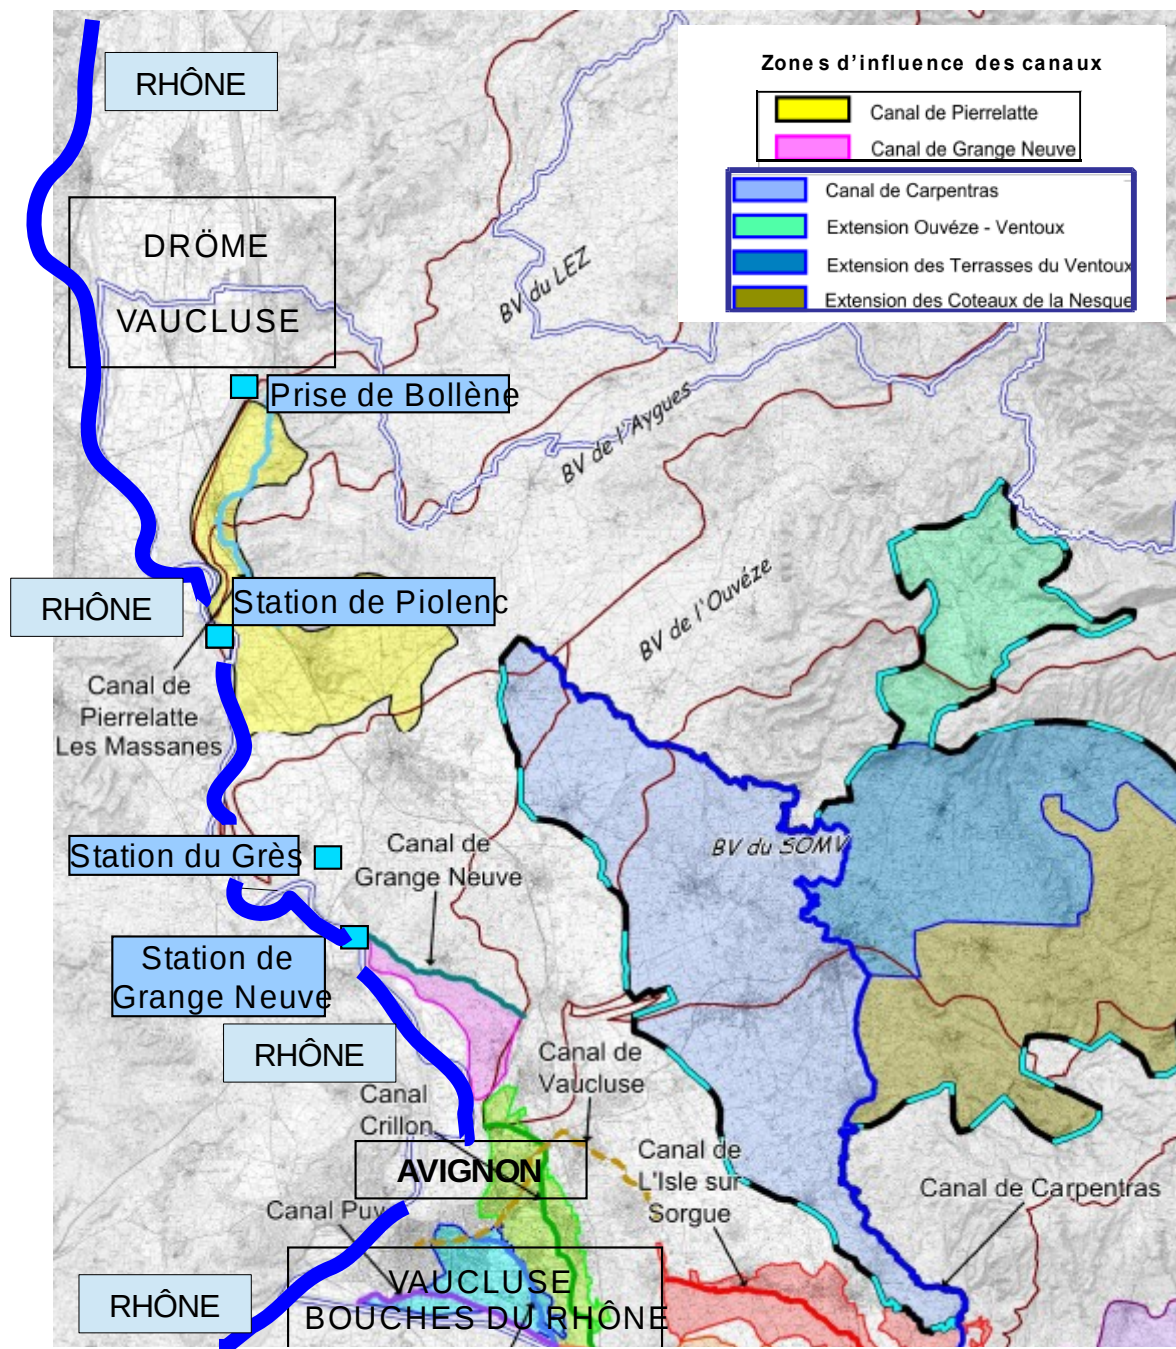 RHÔNE
Zones d'influence des canaux
Canal de Pierrelatte
Canal de Grange Neuve
Canal de Carpentras
Extension Ouvéze - Ventoux
Extension des Terrasses du Ventoux
Extension des Coteaux de la Nesque
DRÖME
VAUCLUSE
BV du LEZ
Prise de Bollène
BV de l'Aygues
Station de Piolenc
RHÔNE
BV de l'Ouvéze
Canal de
Pierrelatte
Les Massanes
Station du Grès
Canal de
Grange Neuve
BV du SOMV
Station de
Grange Neuve
RHÔNE
Canal de
Vaucluse
Canal
Crillon
AVIGNON
Canal de
L'Isle sur
Sorgue
Canal de Carpentras
Canal Puy
VAUCLUSE
BOUCHES DU RHÔNE
RHÔNE